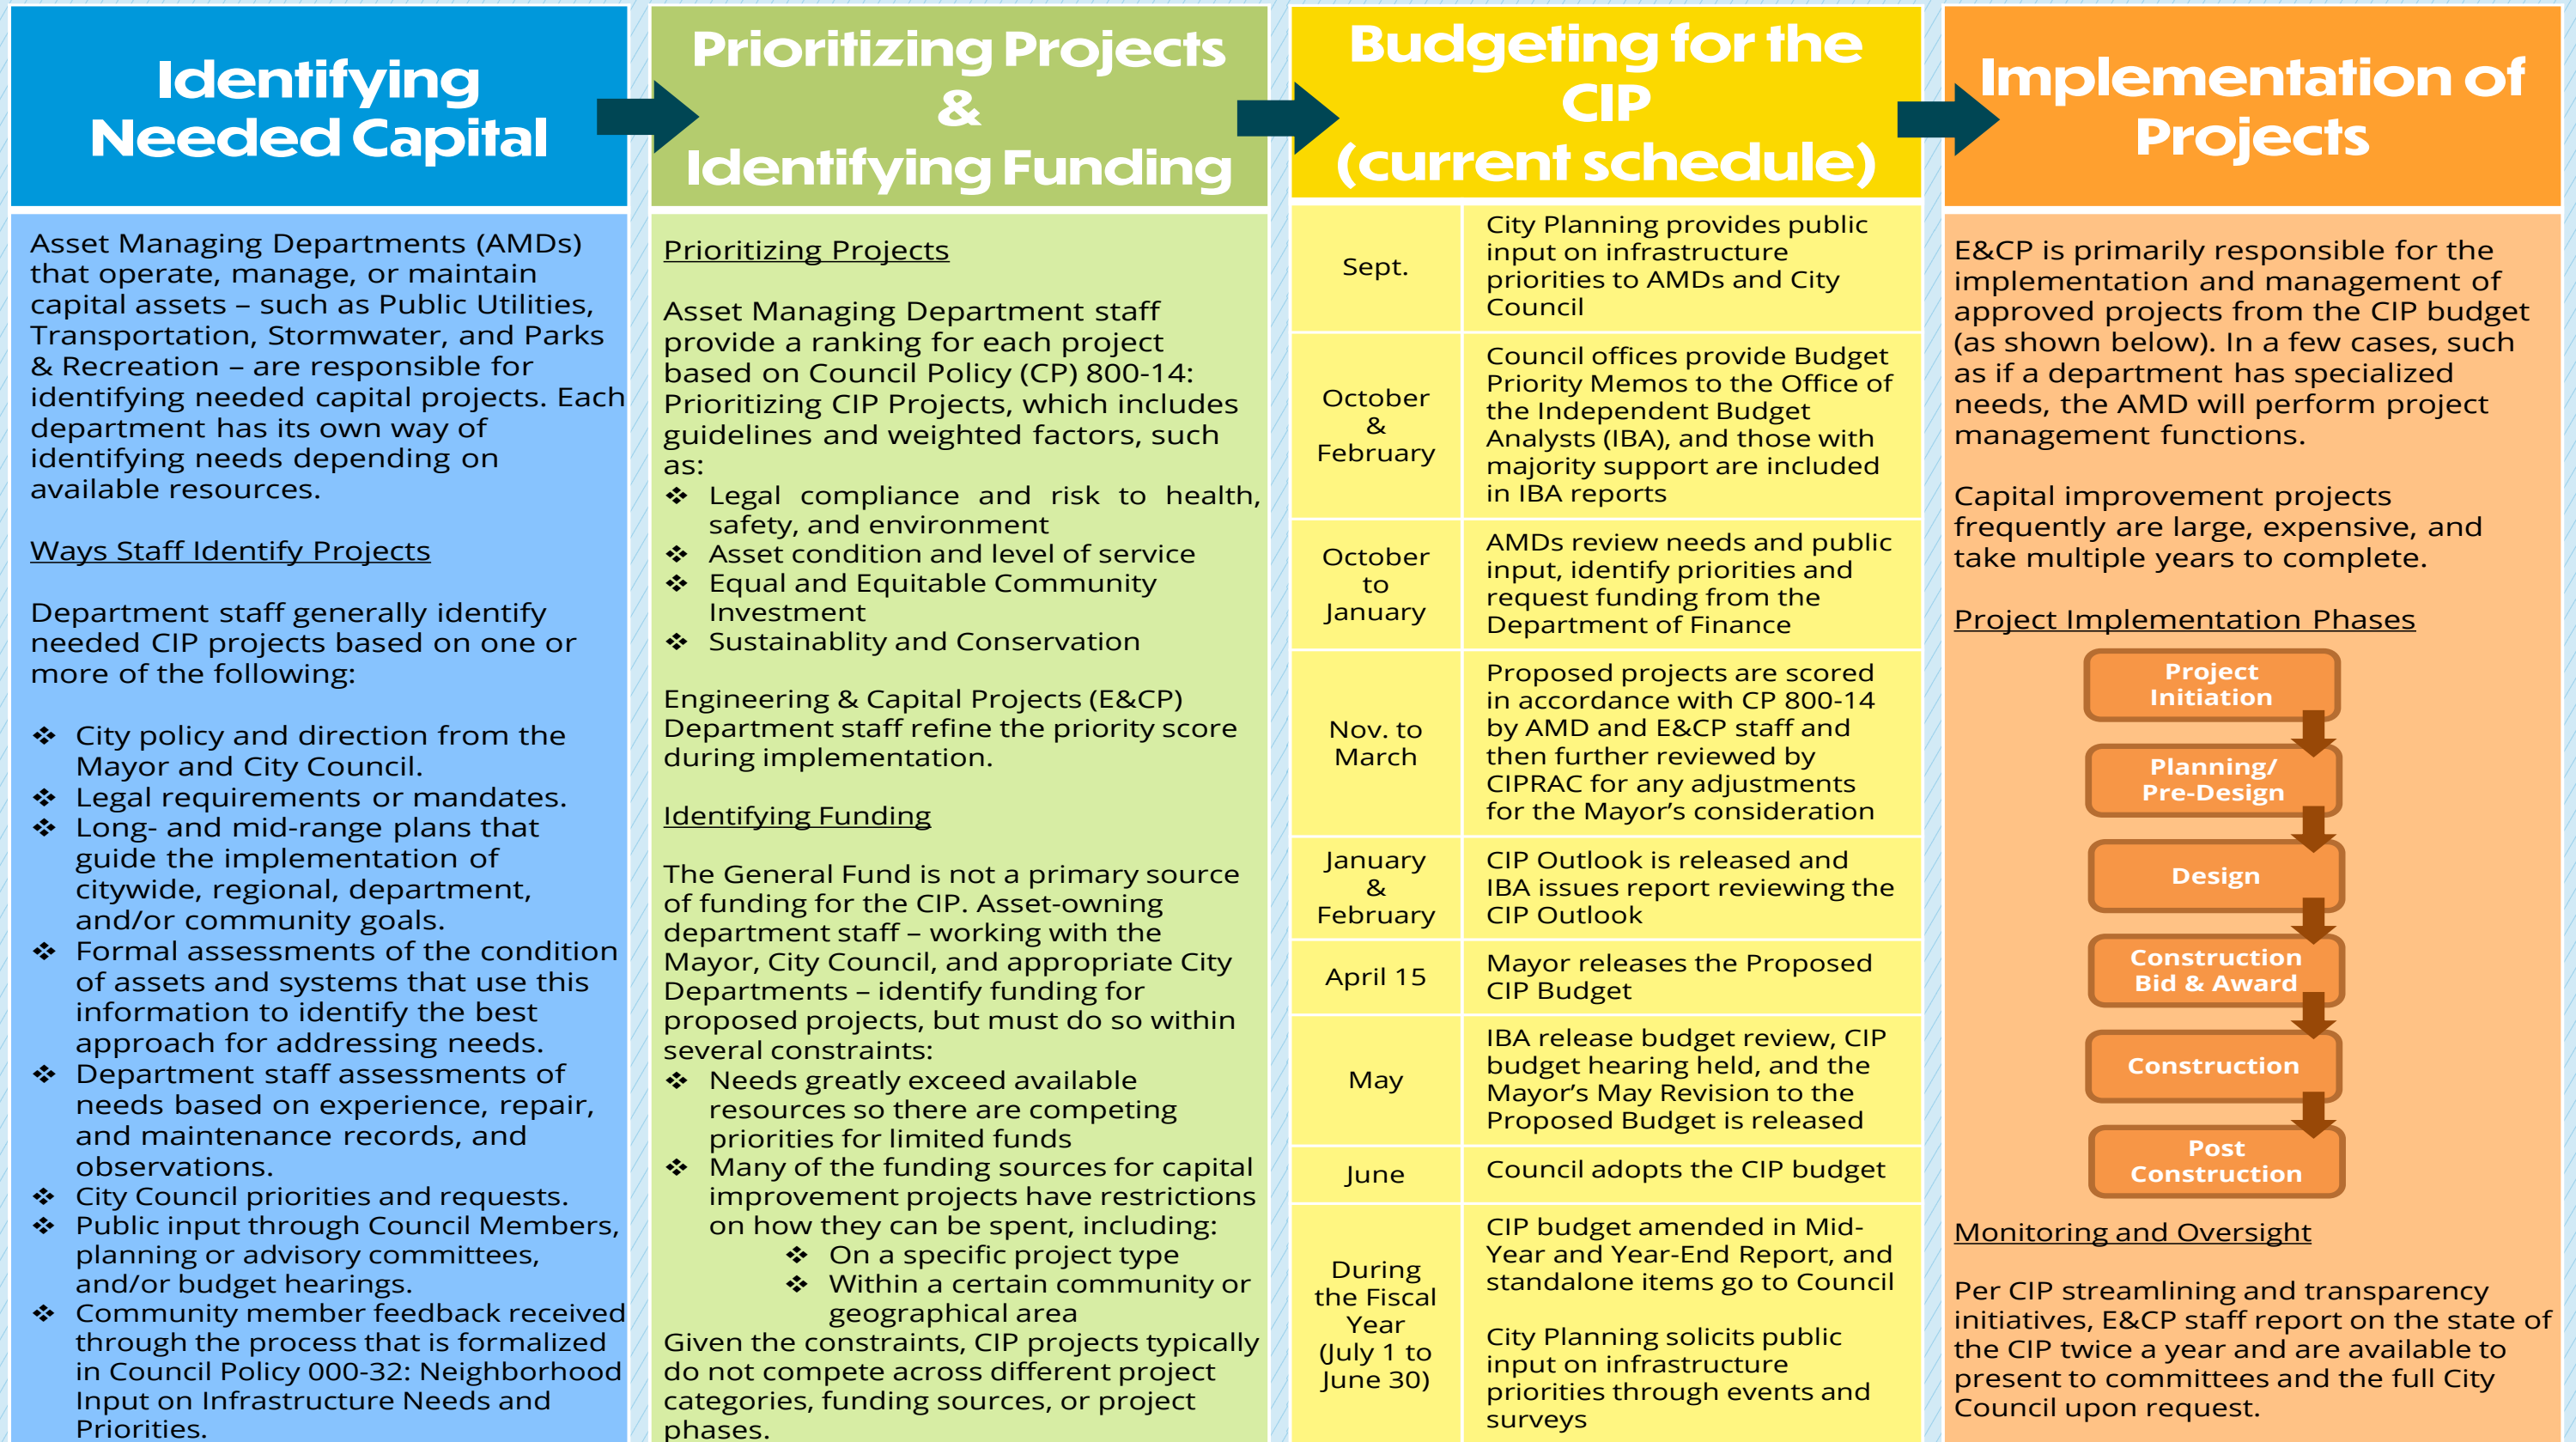 Identifying
Needed Capital
Asset Managing Departments (AMDs)
that operate, manage, or maintain
capital assets – such as Public Utilities,
Transportation, Stormwater, and Parks
& Recreation – are responsible for
identifying needed capital projects. Each
department has its own way of
identifying needs depending on
available resources.
Ways Staff Identify Projects
Department staff generally identify
needed CIP projects based on one or
more of the following:
❖ City policy and direction from the
Mayor and City Council.
❖ Legal requirements or mandates.
❖ Long- and mid-range plans that
guide the implementation of
citywide, regional, department,
and/or community goals.
❖ Formal assessments of the condition
of assets and systems that use this
information to identify the best
approach for addressing needs.
❖ Department staff assessments of
needs based on experience, repair,
and maintenance records, and
observations.
❖ City Council priorities and requests.
❖ Public input through Council Members,
planning or advisory committees,
and/or budget hearings.
❖ Community member feedback received
through the process that is formalized
in Council Policy 000-32: Neighborhood
Input on Infrastructure Needs and
Priorities.
Prioritizing Projects
&
Identifying Funding
Prioritizing Projects
Asset Managing Department staff
provide a ranking for each project
based on Council Policy (CP) 800-14:
Prioritizing CIP Projects, which includes
guidelines and weighted factors, such
as:
❖ Legal compliance and risk to health,
safety, and environment
❖ Asset condition and level of service
❖ Equal and Equitable Community
Investment
❖ Sustainablity and Conservation
Engineering & Capital Projects (E&CP)
Department staff refine the priority score
during implementation.
Identifying Funding
The General Fund is not a primary source
of funding for the CIP. Asset-owning
department staff – working with the
Mayor, City Council, and appropriate City
Departments – identify funding for
proposed projects, but must do so within
several constraints:
❖ Needs greatly exceed available
resources so there are competing
priorities for limited funds
❖ Many of the funding sources for capital
improvement projects have restrictions
on how they can be spent, including:
❖ On a specific project type
❖ Within a certain community or
geographical area
Given the constraints, CIP projects typically
do not compete across different project
categories, funding sources, or project
phases.
Budgeting for the
CIP
(current schedule)
Sept.
City Planning provides public
input on infrastructure
priorities to AMDs and City
Council
October
&
February
Council offices provide Budget
Priority Memos to the Office of
the Independent Budget
Analysts (IBA), and those with
majority support are included
in IBA reports
October
to
January
AMDs review needs and public
input, identify priorities and
request funding from the
Department of Finance
Nov. to
March
Proposed projects are scored
in accordance with CP 800-14
by AMD and E&CP staff and
then further reviewed by
CIPRAC for any adjustments
for the Mayor’s consideration
January
&
February
CIP Outlook is released and
IBA issues report reviewing the
CIP Outlook
April 15
Mayor releases the Proposed
CIP Budget
May
IBA release budget review, CIP
budget hearing held, and the
Mayor’s May Revision to the
Proposed Budget is released
June
Council adopts the CIP budget
During
the Fiscal
Year
(July 1 to
June 30)
CIP budget amended in Mid-
Year and Year-End Report, and
standalone items go to Council
City Planning solicits public
input on infrastructure
priorities through events and
surveys
Implementation of
Projects
E&CP is primarily responsible for the
implementation and management of
approved projects from the CIP budget
(as shown below). In a few cases, such
as if a department has specialized
needs, the AMD will perform project
management functions.
Capital improvement projects
frequently are large, expensive, and
take multiple years to complete.
Project Implementation Phases
Project
Initiation
Planning/
Pre-Design
Design
Construction
Bid & Award
Construction
Post
Construction
Monitoring and Oversight
Per CIP streamlining and transparency
initiatives, E&CP staff report on the state of
the CIP twice a year and are available to
present to committees and the full City
Council upon request.